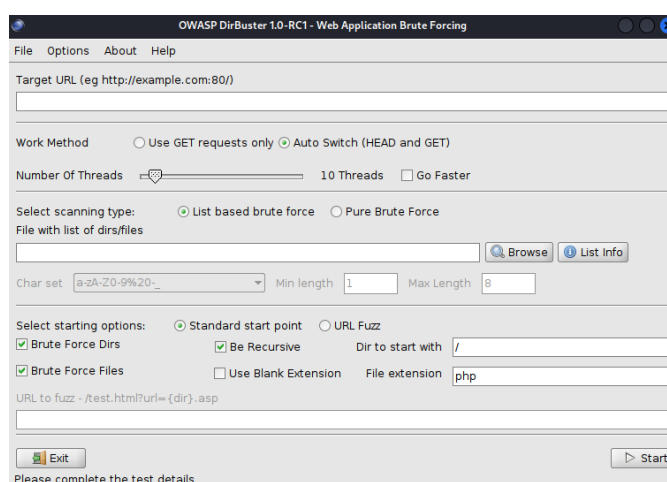 OWASP DirBuster 1.0-RC1 - Web Application Brute Forcing
File Options About Help
Target URL (eg http://example.com:80/)
Work Method Use GET requests only Auto Switch (HEAD and GET)
Number Of Threads 10 Threads Go Faster
Select scanning type: List based brute force Pure Brute Force
File with list of dirs/files
Browse List Info
Char set a-zA-Z0-9%20-_ Min length 1 Max Length 8
Select starting options: Standard start point URL Fuzz
Brute Force Dirs Be Recursive Dir to start with /
Brute Force Files Use Blank Extension File extension php
URL to fuzz - /test.html?url={dir}.asp
Exit Start
Please complete the test details